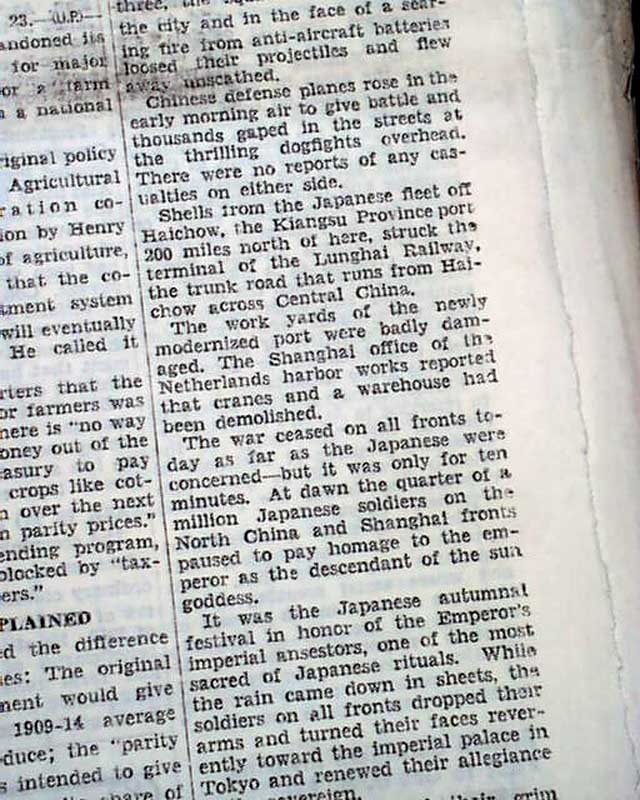 23.—(U.P.)—
andoned its
for major
or a "farm
a national
riginal policy
Agricultural
ration co-
ion by Henry
of agriculture,
that the co-
tment system
will eventually
He called it
rters that the
or farmers was
here is "no way
oney out of the
easury to pay
crops like cot-
n over the next
n parity prices."
ending program,
blocked by "tax-
ers."
PLAINED
ed the difference
es: The original
ment would give
1909-14 average
duce; the "parity
s intended to give
share of
three, the
the city and in the face of a sear-
ing fire from anti-aircraft batteries
loosed their projectiles and flew
away unscathed.
Chinese defense planes rose in the
early morning air to give battle and
thousands gaped in the streets at
the thrilling dogfights overhead.
There were no reports of any cas-
ualties on either side.
Shells from the Japanese fleet off
Haichow, the Kiangsu Province port
200 miles north of here, struck the
terminal of the Lunghai Railway,
the trunk road that runs from Hai-
chow across Central China.
The work yards of the newly
modernized port were badly dam-
aged. The Shanghai office of the
Netherlands harbor works reported
that cranes and a warehouse had
been demolished.
The war ceased on all fronts to-
day as far as the Japanese were
concerned—but it was only for ten
minutes. At dawn the quarter of a
million Japanese soldiers on the
North China and Shanghai fronts
paused to pay homage to the em-
peror as the descendant of the sun
goddess.
It was the Japanese autumnal
festival in honor of the Emperor's
imperial ansestors, one of the most
sacred of Japanese rituals. While
the rain came down in sheets, the
soldiers on all fronts dropped their
arms and turned their faces rever-
ently toward the imperial palace in
Tokyo and renewed their allegiance
sovereign. their grim